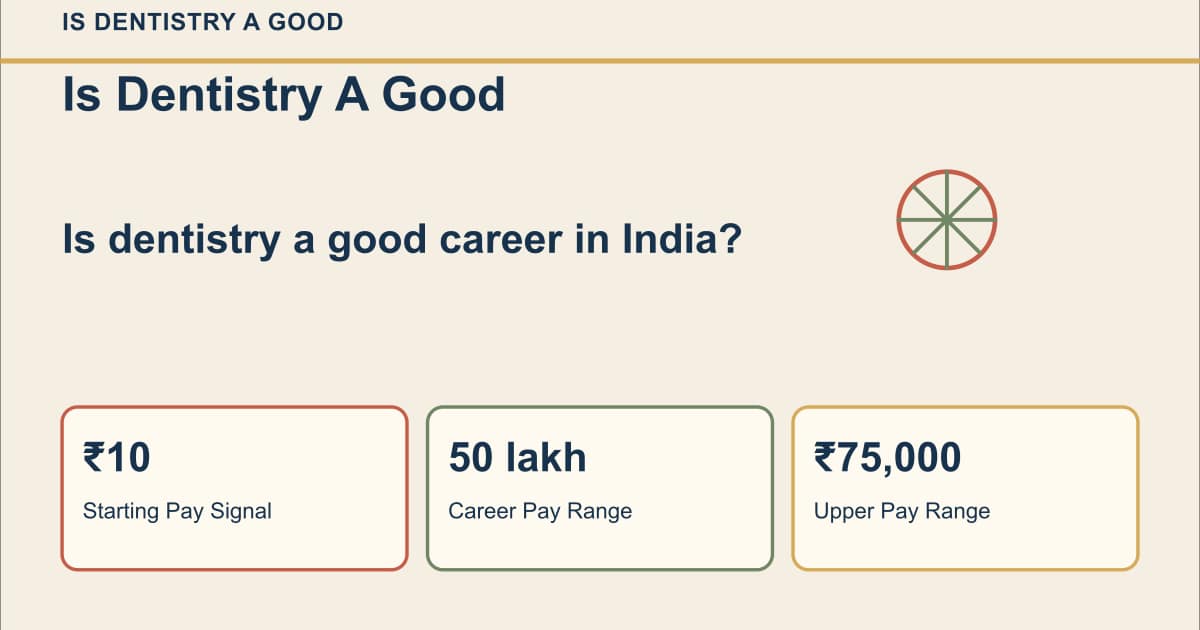 IS DENTISTRY A GOOD
Is Dentistry A Good
Is dentistry a good career in India?
₹10
Starting Pay Signal
50 lakh
Career Pay Range
₹75,000
Upper Pay Range